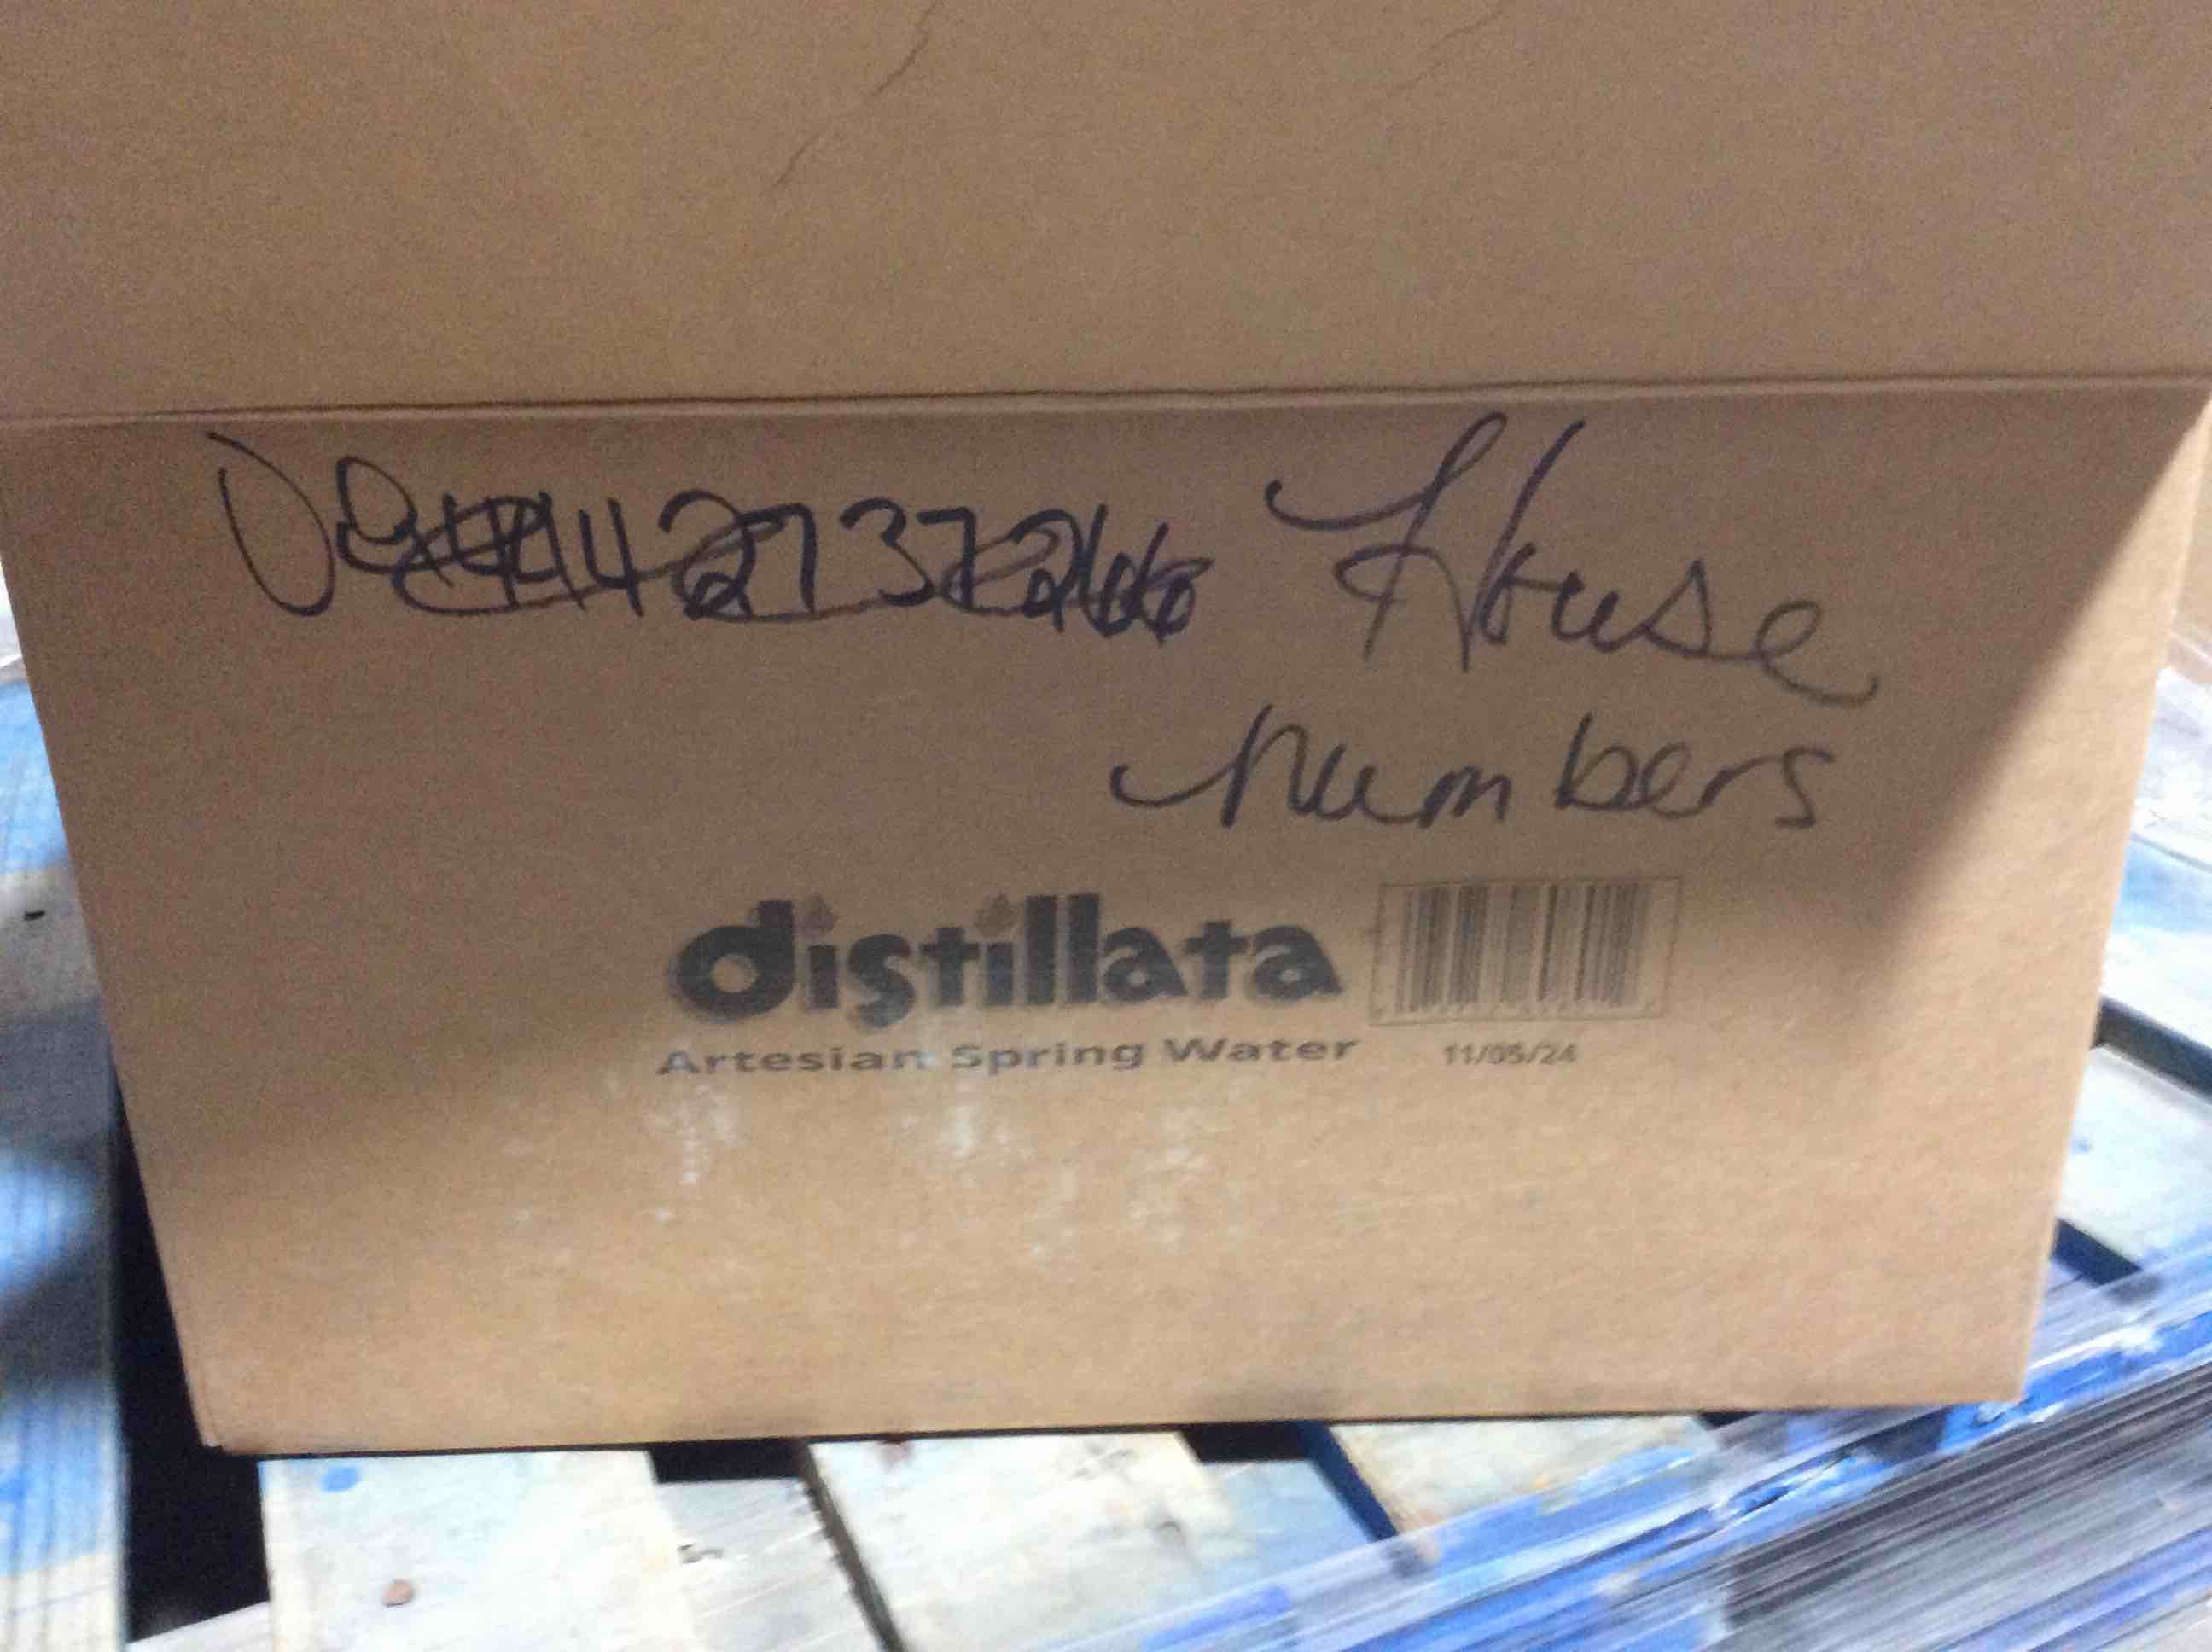 House
numbers
distillata
Artesian Spring Water 11/05/24